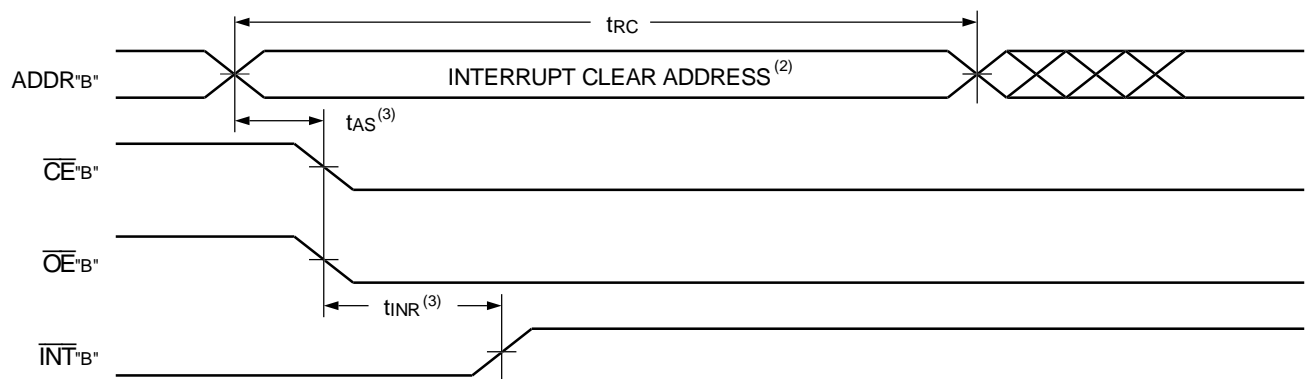 tRC
ADDR"B"
INTERRUPT CLEAR ADDRESS(2)
tAS(3)
CE"B"
OE"B"
tINR(3)
INT"B"